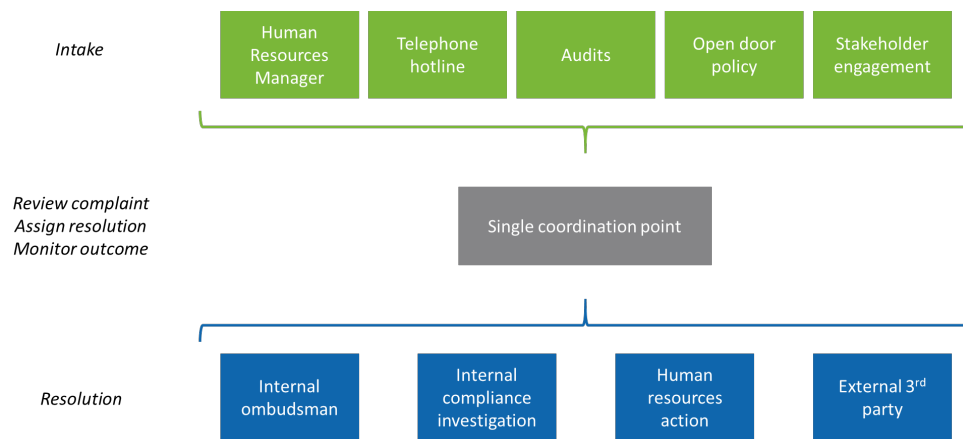 Intake
Human
Resources
Manager
Telephone
hotline
Audits
Open door
policy
Stakeholder
engagement
Review complaint
Assign resolution
Monitor outcome
Single coordination point
Resolution
Internal
ombudsman
Internal
compliance
investigation
Human
resources
action
External 3rd
party